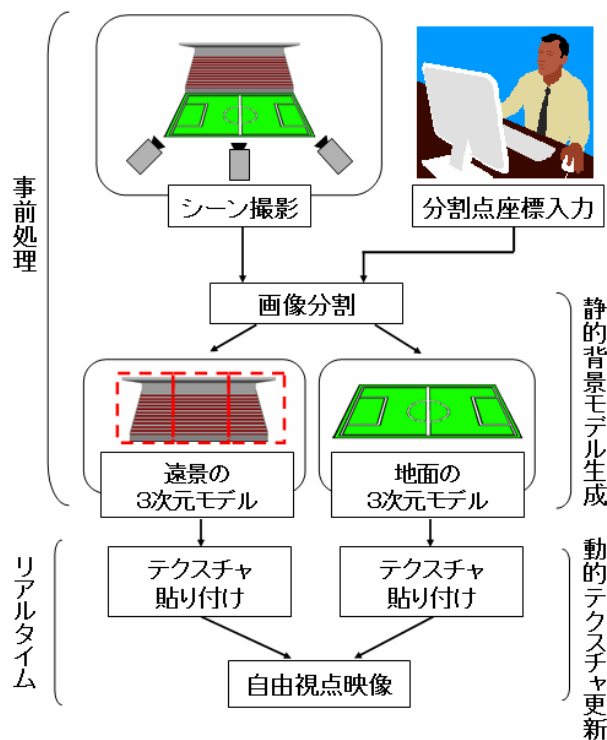 シーン撮影
分割点座標入力
事前処理
画像分割
静的背景モデル生成
遠景の
3次元モデル
地面の
3次元モデル
リアルタイム
テクスチャ
貼り付け
テクスチャ
貼り付け
動的テクスチャ更新
自由視点映像